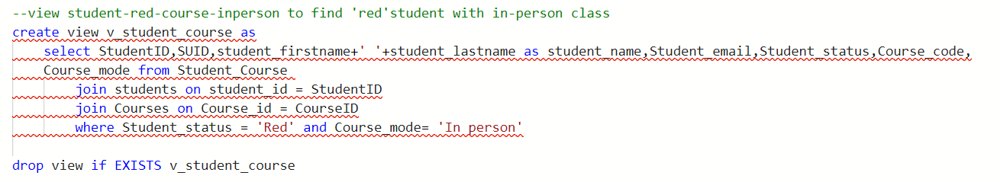 --view student-red-course-inperson to find 'red'student with in-person class
create view v_student_course as
select StudentID,SUID,student_firstname+' '+student_lastname as student_name,Student_email,Student_status,Course_code,
Course_mode from Student_Course
join students on student_id = StudentID
join Courses on Course_id = CourseID
where Student_status = 'Red' and Course_mode= 'In person'
drop view if EXISTS v_student_course